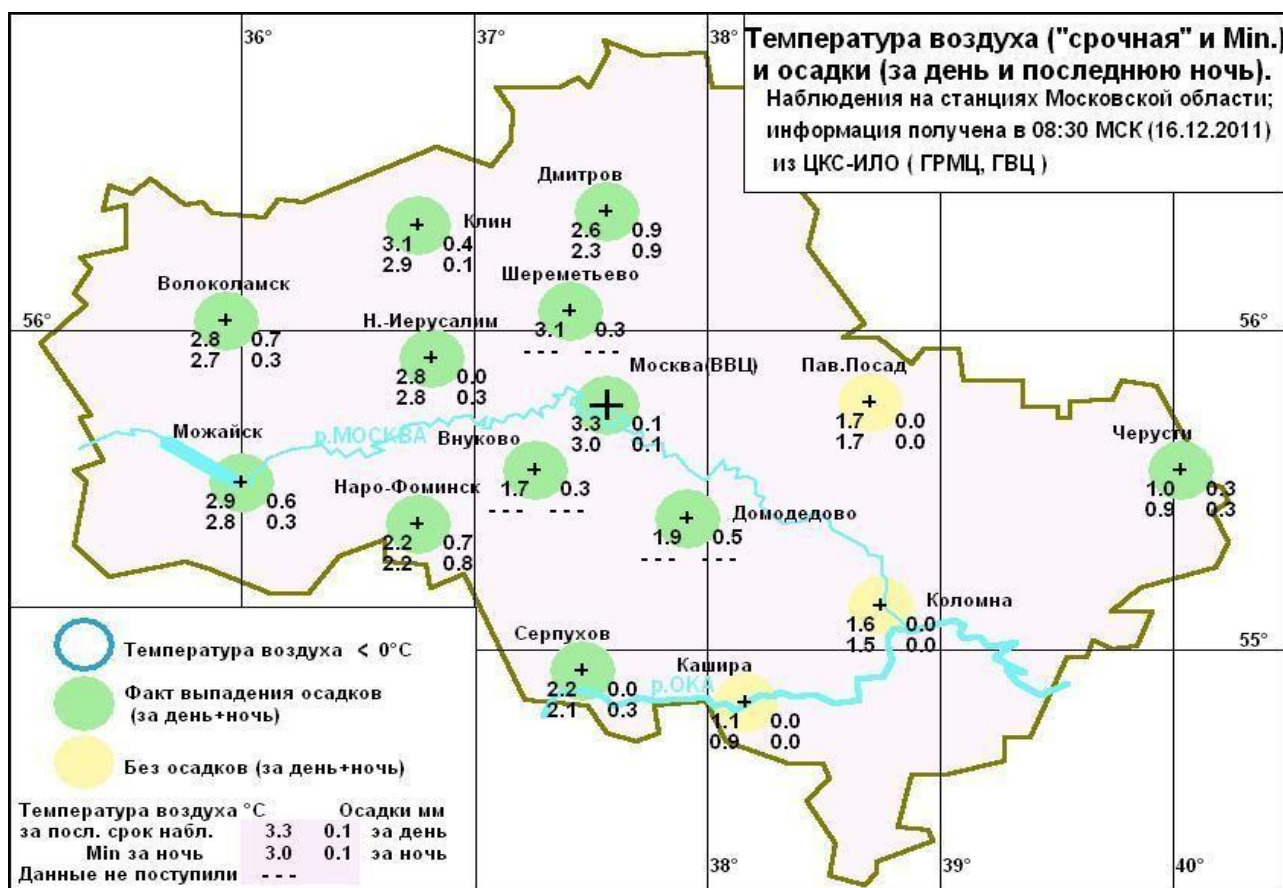 36°
37°
38°
Температура воздуха ("срочная" и Min.)
и осадки (за день и последнюю ночь).
Наблюдения на станциях Московской области;
информация получена в 08:30 МСК (16.12.2011)
из ЦКС-ИЛО ( ГРМЦ, ГВЦ )
Дмитров
2.6 0.9
2.3 0.9
Клин
3.1 0.4
2.9 0.1
Шереметьево
3.1 0.3
--- ---
Волоколамск
2.8 0.7
2.7 0.3
56°
56°
Н.-Иерусалим
2.8 0.0
2.8 0.3
Москва(ВВЦ)
3.3 0.1
3.0 0.1
Пав.Посад
1.7 0.0
1.7 0.0
Можайск
2.9 0.6
2.8 0.3
р.МОСКВА
Внуково
1.7 0.3
--- ---
Черусти
1.0 0.3
0.9 0.3
Наро-Фоминск
2.2 0.7
2.2 0.8
Домодедово
1.9 0.5
--- ---
Коломна
1.6 0.0
1.5 0.0
55°
Серпухов
2.2 0.0
2.1 0.3
р.ОКА
Кашира
1.1 0.0
0.9 0.0
Температура воздуха < 0°С
Факт выпадения осадков
(за день+ночь)
Без осадков (за день+ночь)
Температура воздуха °С Осадки мм
за посл. срок набл. 3.3 0.1 эа день
Min за ночь 3.0 0.1 эа ночь
Данные не поступили ---
38°
39°
40°